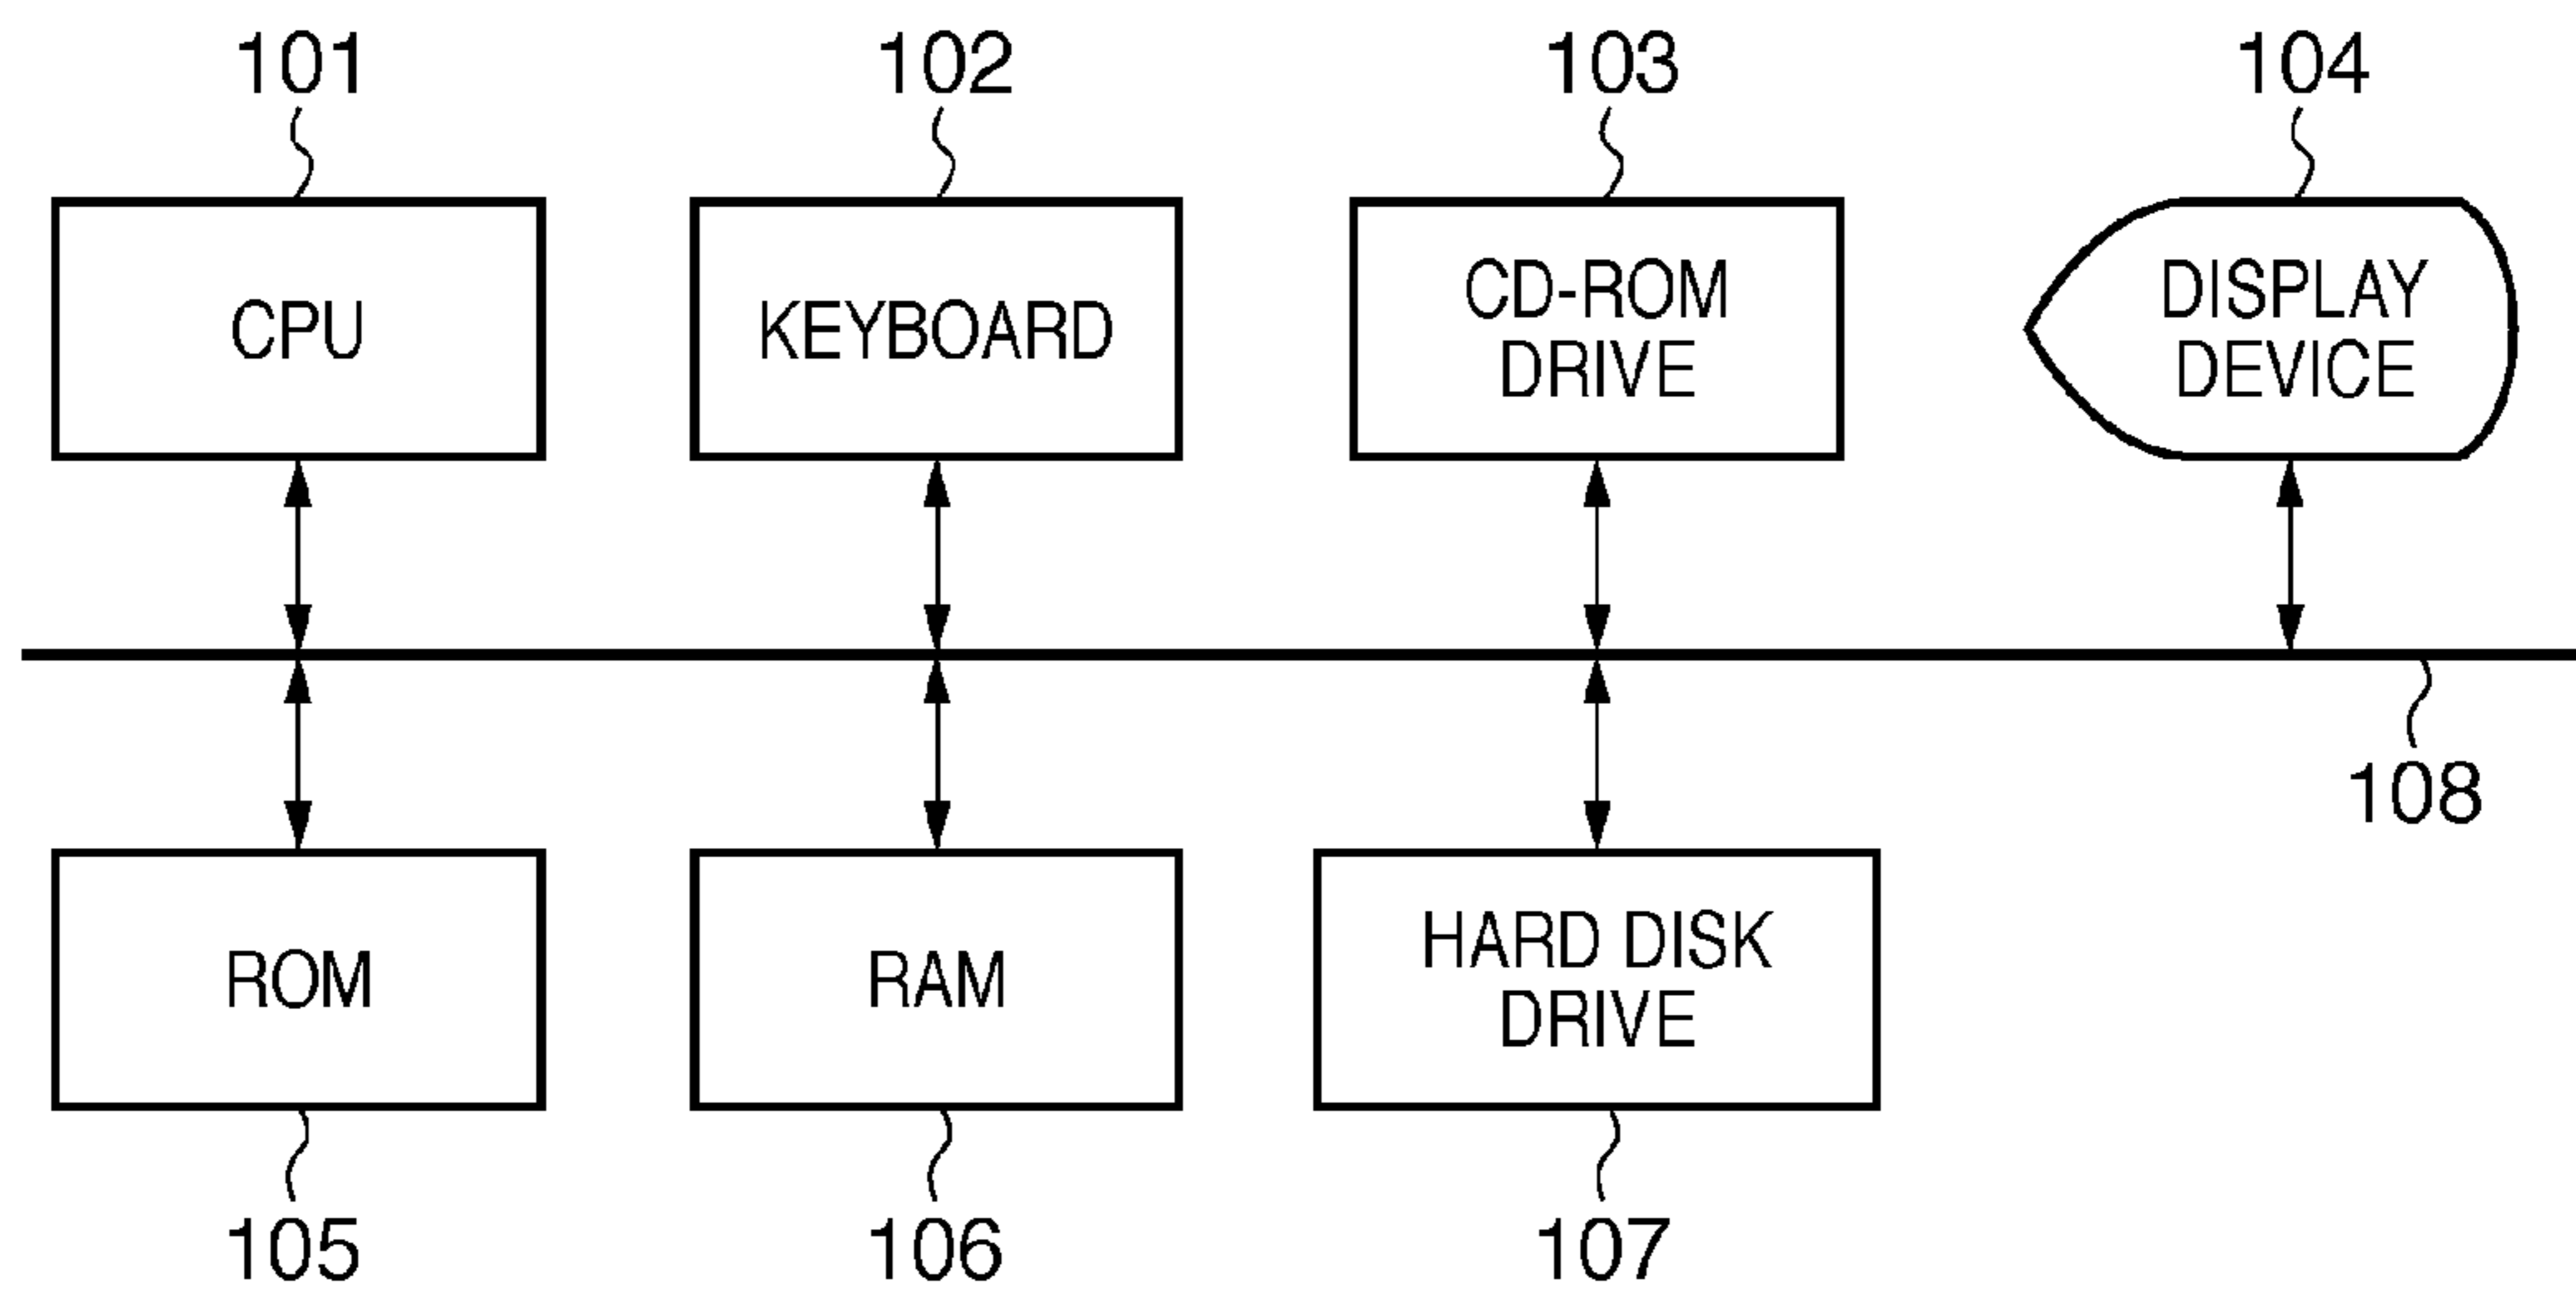 101
102
103
104
CPU
KEYBOARD
CD-ROM
DRIVE
DISPLAY
DEVICE
108
ROM
RAM
HARD DISK
DRIVE
105
106
107